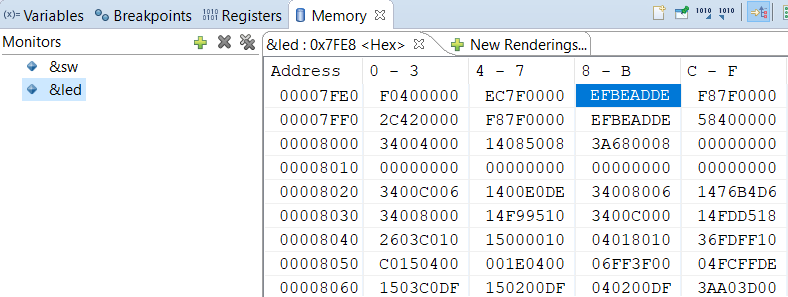 (x)= Variables Breakpoints 1010 0101 Registers Memory
Monitors
&sw
&led
&led : 0x7FE8 <Hex> New Renderings...
Address 0 - 3 4 - 7 8 - B C - F
00007FE0 F0400000 EC7F0000 EFBEADDE F87F0000
00007FF0 2C420000 F87F0000 EFBEADDE 58400000
00008000 34004000 14085008 3A680008 00000000
00008010 00000000 00000000 00000000 00000000
00008020 3400C006 1400E0DE 34008006 1476B4D6
00008030 34008000 14F99510 3400C000 14FDD518
00008040 2603C010 15000010 04018010 36FDFF10
00008050 C0150400 001E0400 06FF3F00 04FCFFDE
00008060 1503C0DF 150200DF 040200DF 3AA03D00